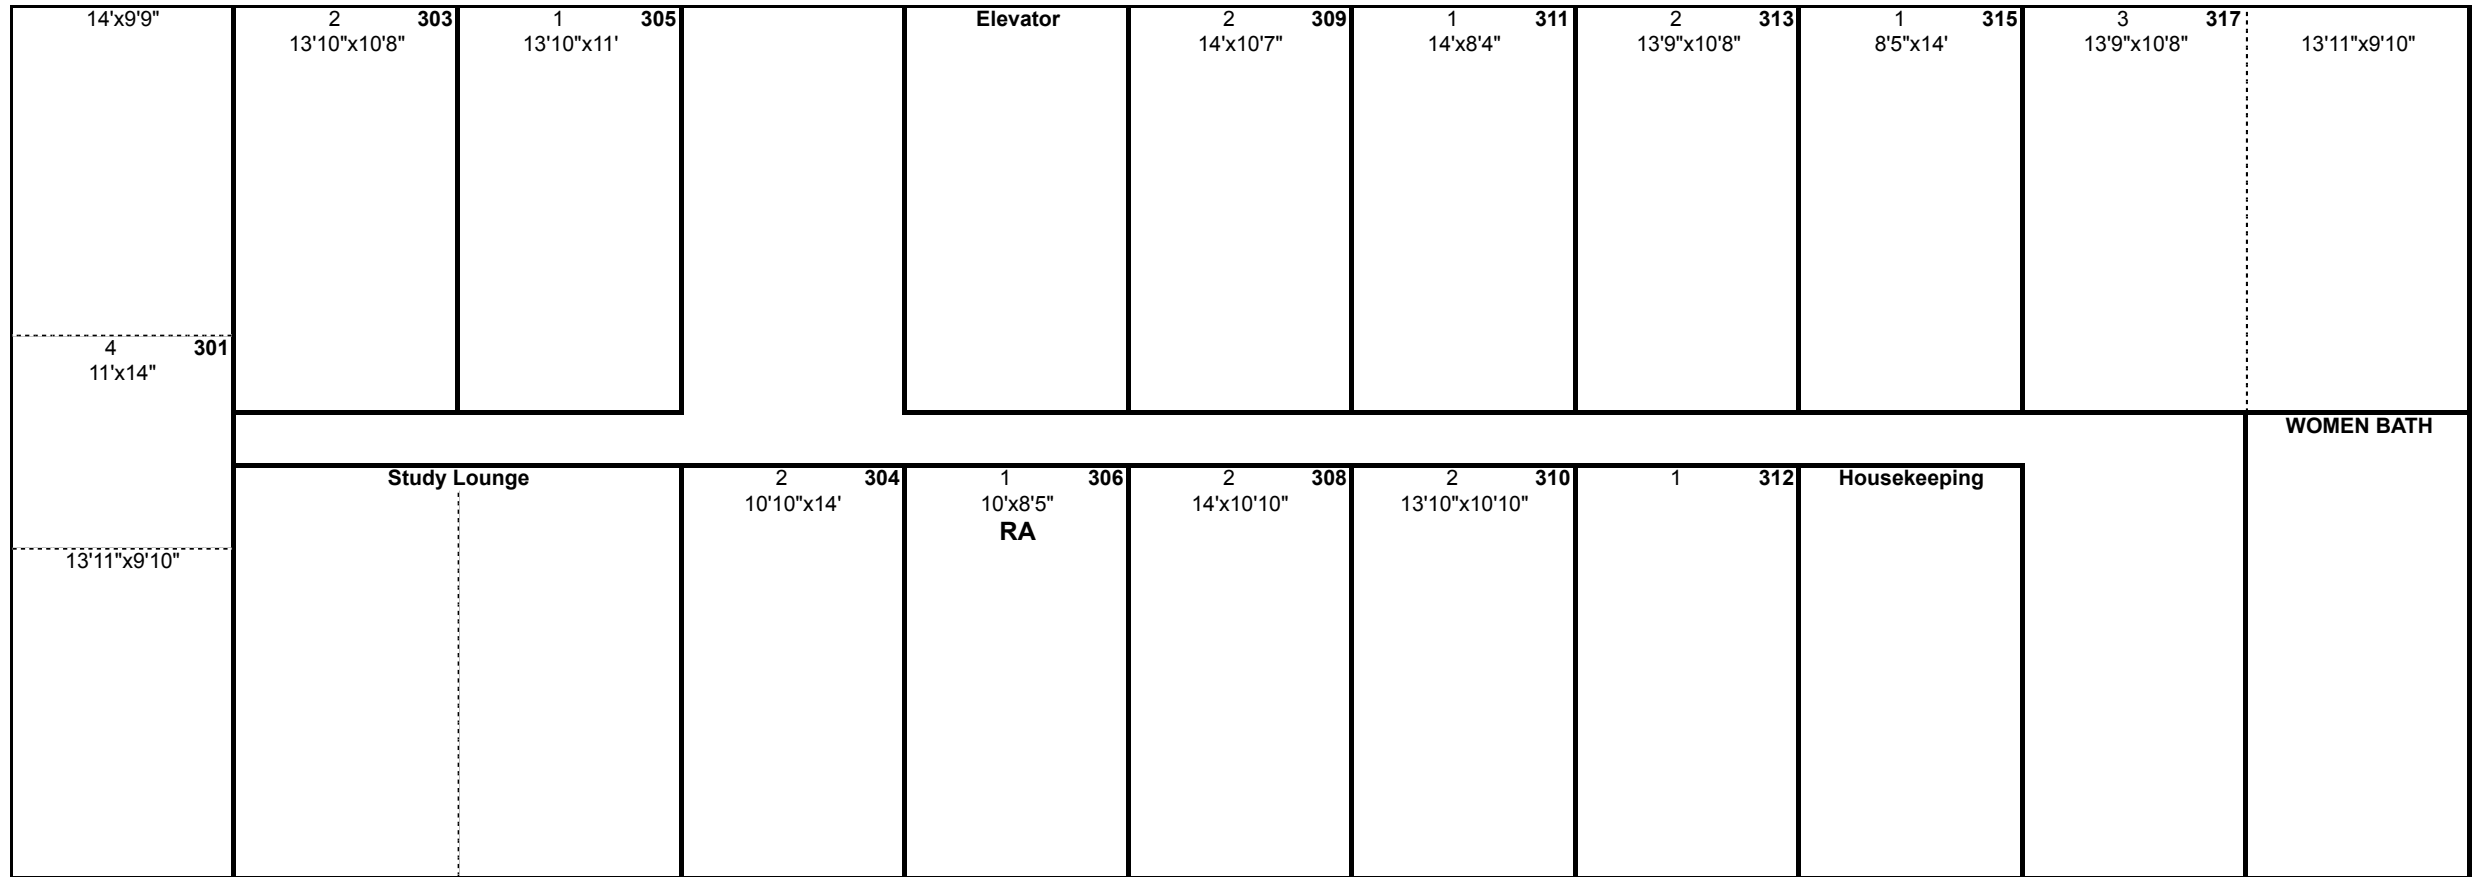 14'x9'9" 2 303 1 305 Elevator 2 309 1 311 2 313 1 315 3 317
13'10"x10'8" 13'10"x11' 14'x10'7" 14'x8'4" 13'9"x10'8" 8'5"x14' 13'9"x10'8" 13'11"x9'10"
4 301
11'x14"
WOMEN BATH
Study Lounge 2 304 1 306 2 308 2 310 1 312 Housekeeping
10'10"x14' 10'x8'5" 14'x10'10" 13'10"x10'10"
RA
13'11"x9'10"